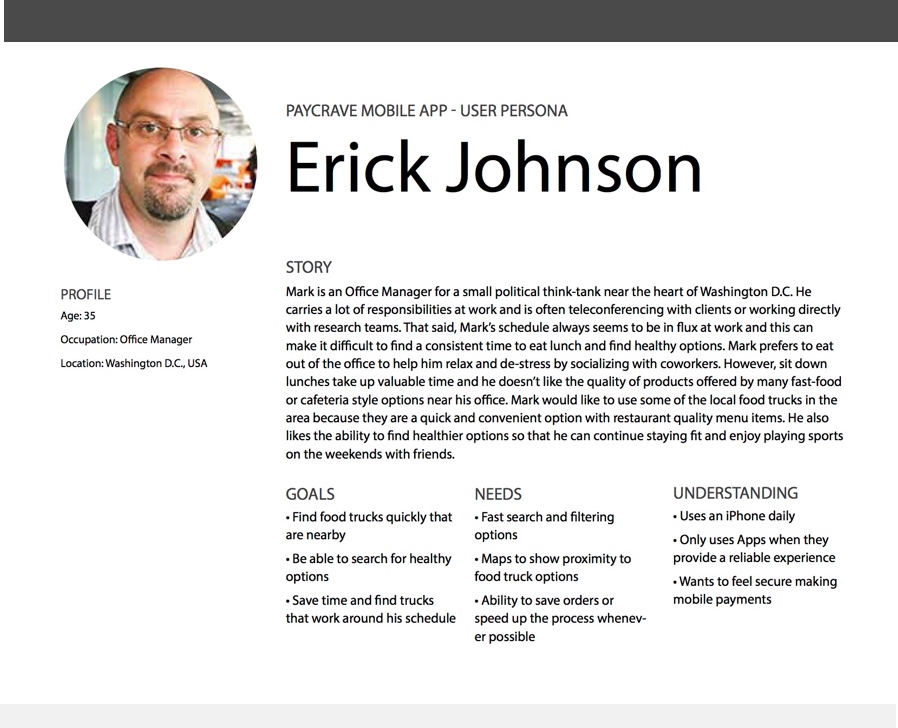 PAYCRAVE MOBILE APP - USER PERSONA
Erick Johnson
PROFILE
Age: 35
Occupation: Office Manager
Location: Washington D.C., USA
STORY
Mark is an Office Manager for a small political think-tank near the heart of Washington D.C. He
carries a lot of responsibilities at work and is often teleconferencing with clients or working directly
with research teams. That said, Mark's schedule always seems to be in flux at work and this can
make it difficult to find a consistent time to eat lunch and find healthy options. Mark prefers to eat
out of the office to help him relax and de-stress by socializing with coworkers. However, sit down
lunches take up valuable time and he doesn't like the quality of products offered by many fast-food
or cafeteria style options near his office. Mark would like to use some of the local food trucks in the
area because they are a quick and convenient option with restaurant quality menu items. He also
likes the ability to find healthier options so that he can continue staying fit and enjoy playing sports
on the weekends with friends.
GOALS
• Find food trucks quickly that
are nearby
• Be able to search for healthy
options
• Save time and find trucks
that work around his schedule
NEEDS
• Fast search and filtering
options
• Maps to show proximity to
food truck options
• Ability to save orders or
speed up the process whenev-
er possible
UNDERSTANDING
• Uses an iPhone daily
• Only uses Apps when they
provide a reliable experience
• Wants to feel secure making
mobile payments